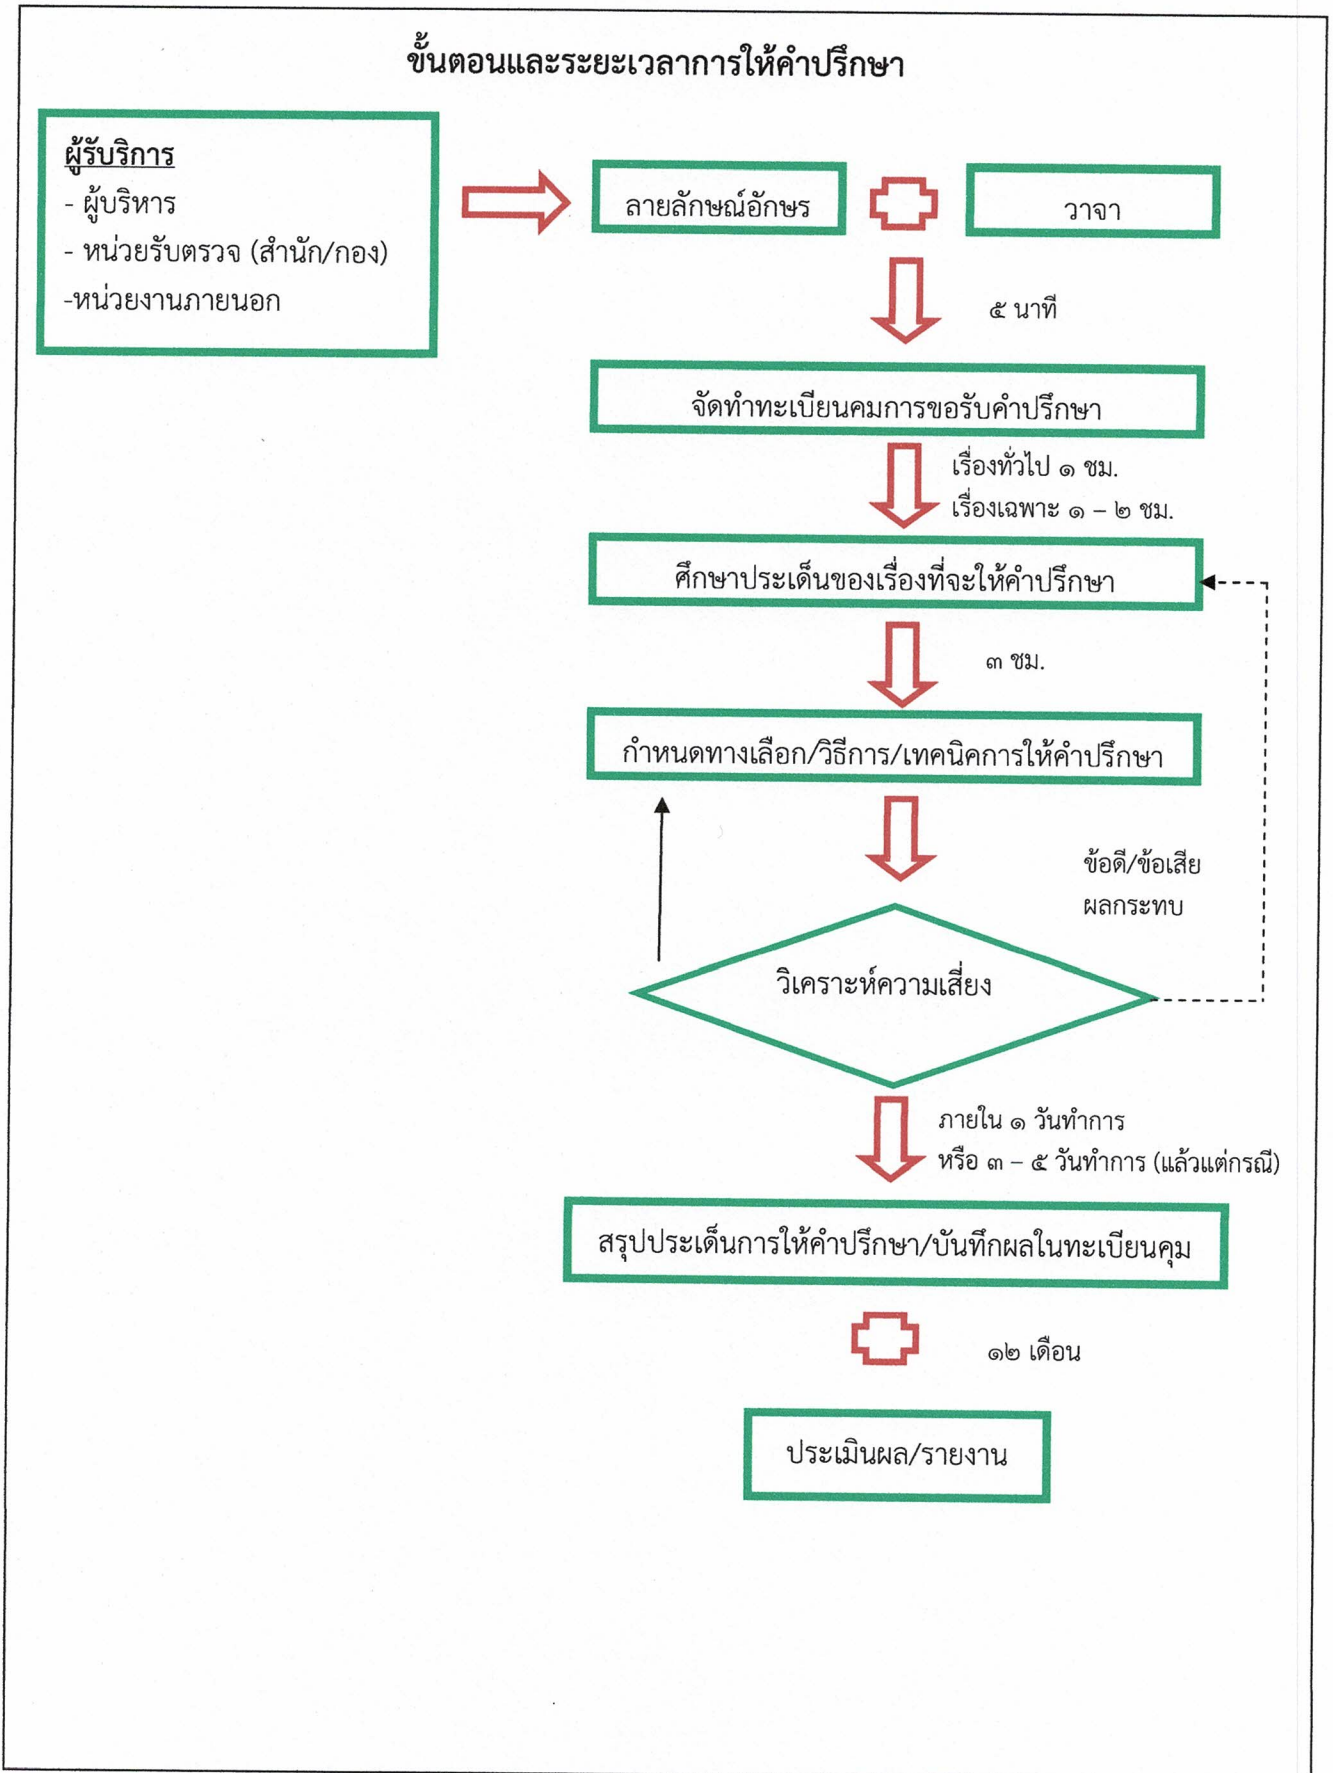 ขั้นตอนและระยะเวลาการให้คำปรึกษา
ผู้รับริการ
- ผู้บริหาร
- หน่วยรับตรวจ (สำนัก/กอง)
-หน่วยงานภายนอก
ลายลักษณ์อักษร
วาจา
๕ นาที
จัดทำทะเบียนคมการขอรับคำปรึกษา
เรื่องทั่วไป ๑ ชม.
เรื่องเฉพาะ ๑ – ๒ ชม.
ศึกษาประเด็นของเรื่องที่จะให้คำปรึกษา
๓ ชม.
กำหนดทางเลือก/วิธีการ/เทคนิคการให้คำปรึกษา
ข้อดี/ข้อเสีย
ผลกระทบ
วิเคราะห์ความเสี่ยง
ภายใน ๑ วันทำการ
หรือ ๓ – ๕ วันทำการ (แล้วแต่กรณี)
สรุปประเด็นการให้คำปรึกษา/บันทึกผลในทะเบียนคุม
๑๒ เดือน
ประเมินผล/รายงาน